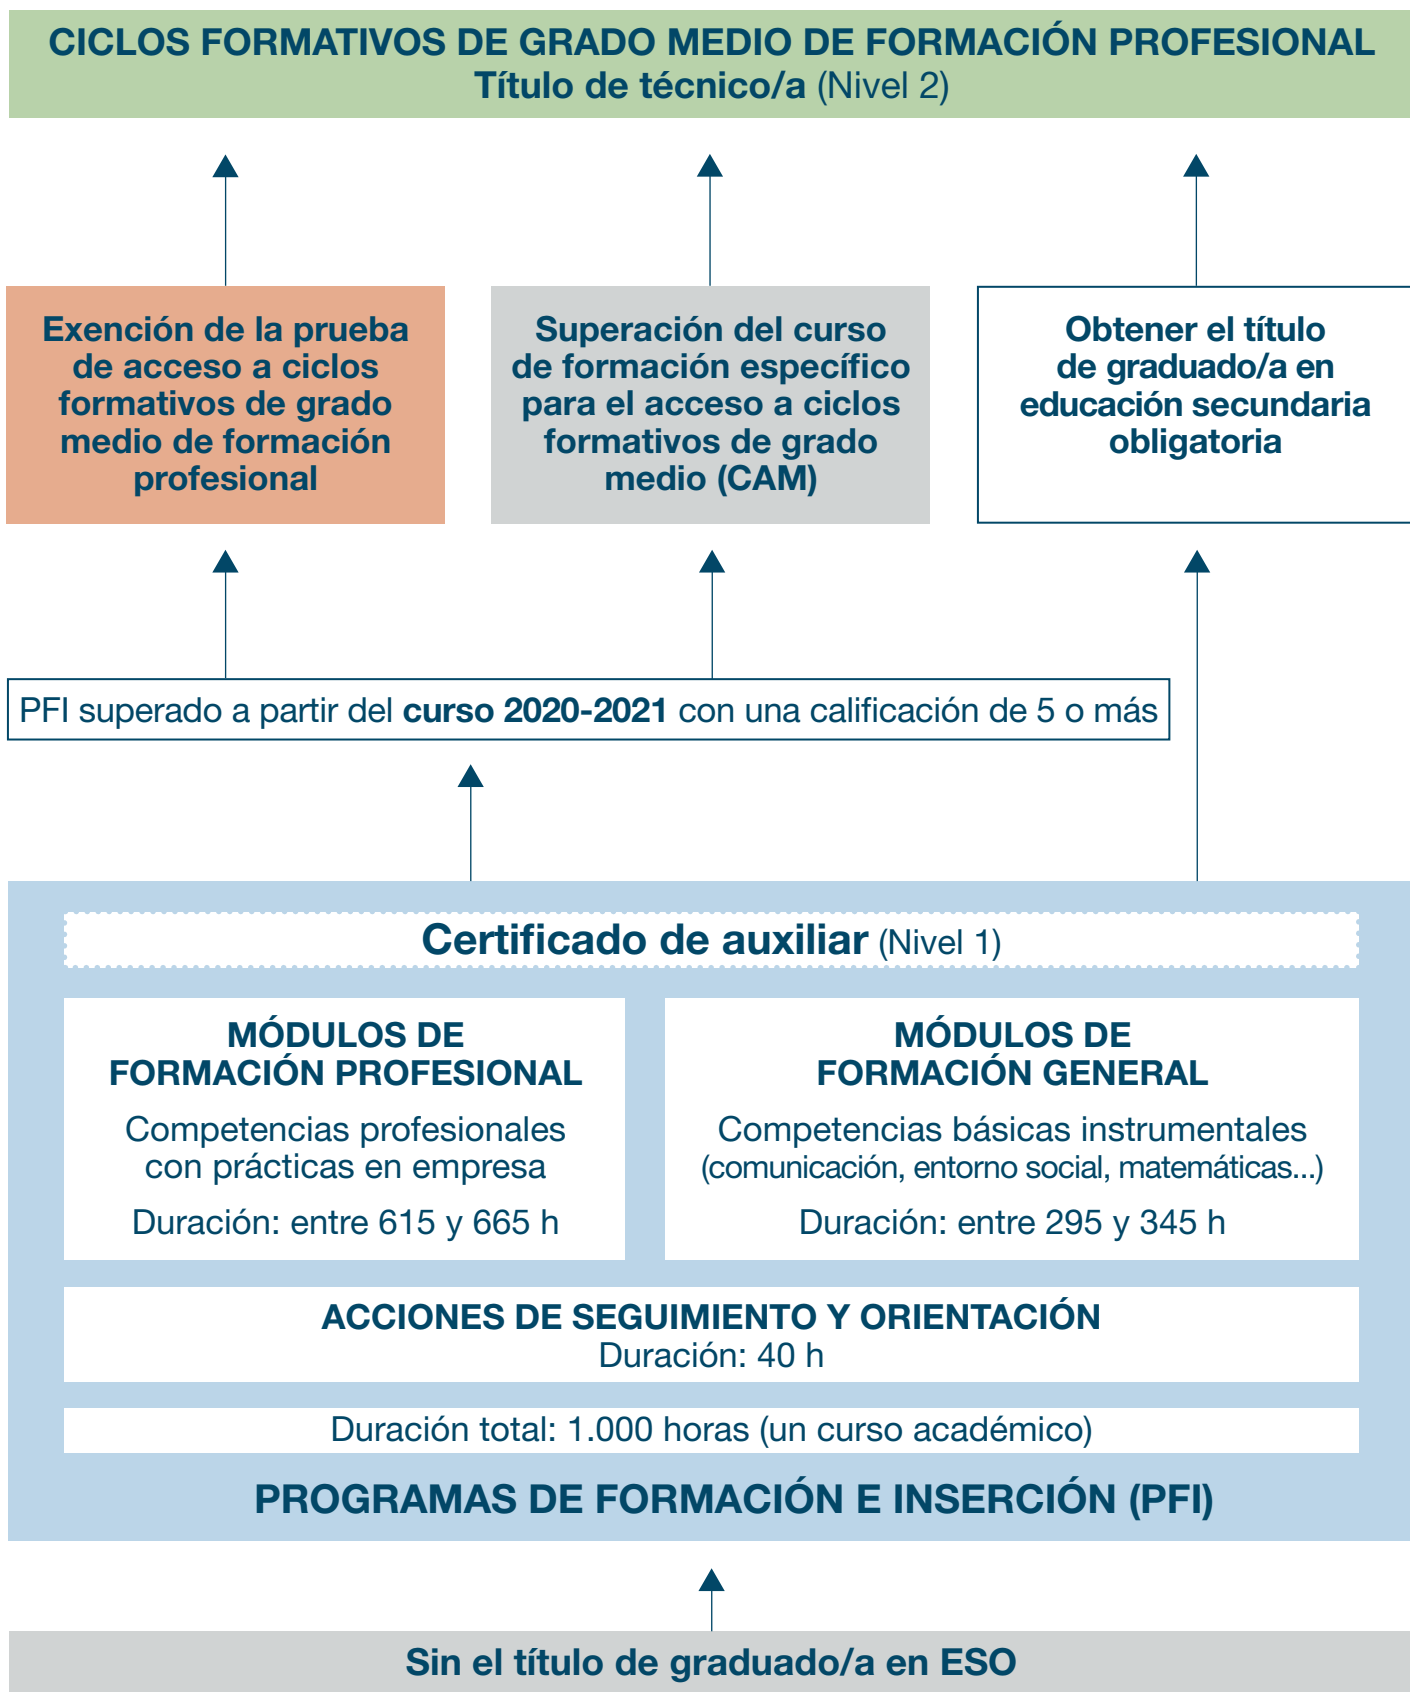 CICLOS FORMATIVOS DE GRADO MEDIO DE FORMACIÓN PROFESIONAL
Título de técnico/a (Nivel 2)
Exención de la prueba
de acceso a ciclos
formativos de grado
medio de formación
profesional
Superación del curso
de formación específico
para el acceso a ciclos
formativos de grado
medio (CAM)
Obtener el título
de graduado/a en
educación secundaria
obligatoria
PFI superado a partir del curso 2020-2021 con una calificación de 5 o más
Certificado de auxiliar (Nivel 1)
MÓDULOS DE
FORMACIÓN PROFESIONAL
Competencias profesionales
con prácticas en empresa
Duración: entre 615 y 665 h
MÓDULOS DE
FORMACIÓN GENERAL
Competencias básicas instrumentales
(comunicación, entorno social, matemáticas...)
Duración: entre 295 y 345 h
ACCIONES DE SEGUIMIENTO Y ORIENTACIÓN
Duración: 40 h
Duración total: 1.000 horas (un curso académico)
PROGRAMAS DE FORMACIÓN E INSERCIÓN (PFI)
Sin el título de graduado/a en ESO